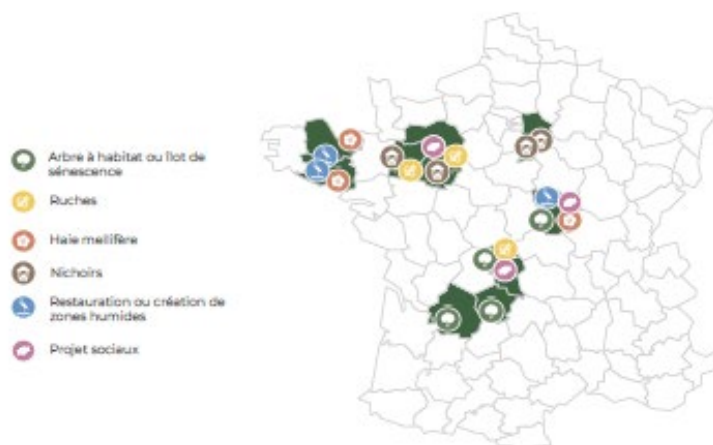 Arbre à habitat ou îlot de
sénescence
Ruches
Haie mellifère
Nichoirs
Restauration ou création de
zones humides
Projet sociaux